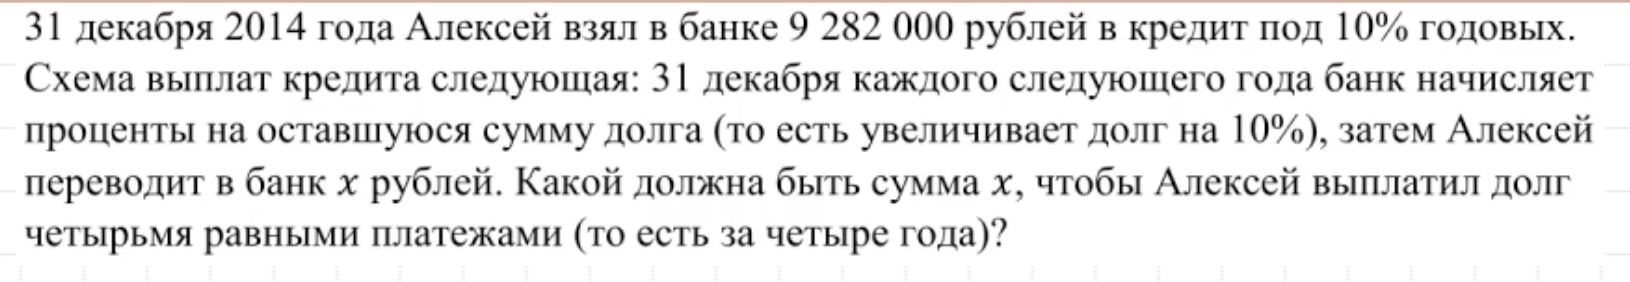 31 декабря 2014 года Алексей взял в банке 9 282 000 рублей в кредит под 10% годовых.
Схема выплат кредита следующая: 31 декабря каждого следующего года банк начисляет
проценты на оставшуюся сумму долга (то есть увеличивает долг на 10%), затем Алексей
переводит в банк x рублей. Какой должна быть сумма x, чтобы Алексей выплатил долг
четырьмя равными платежами (то есть за четыре года)?